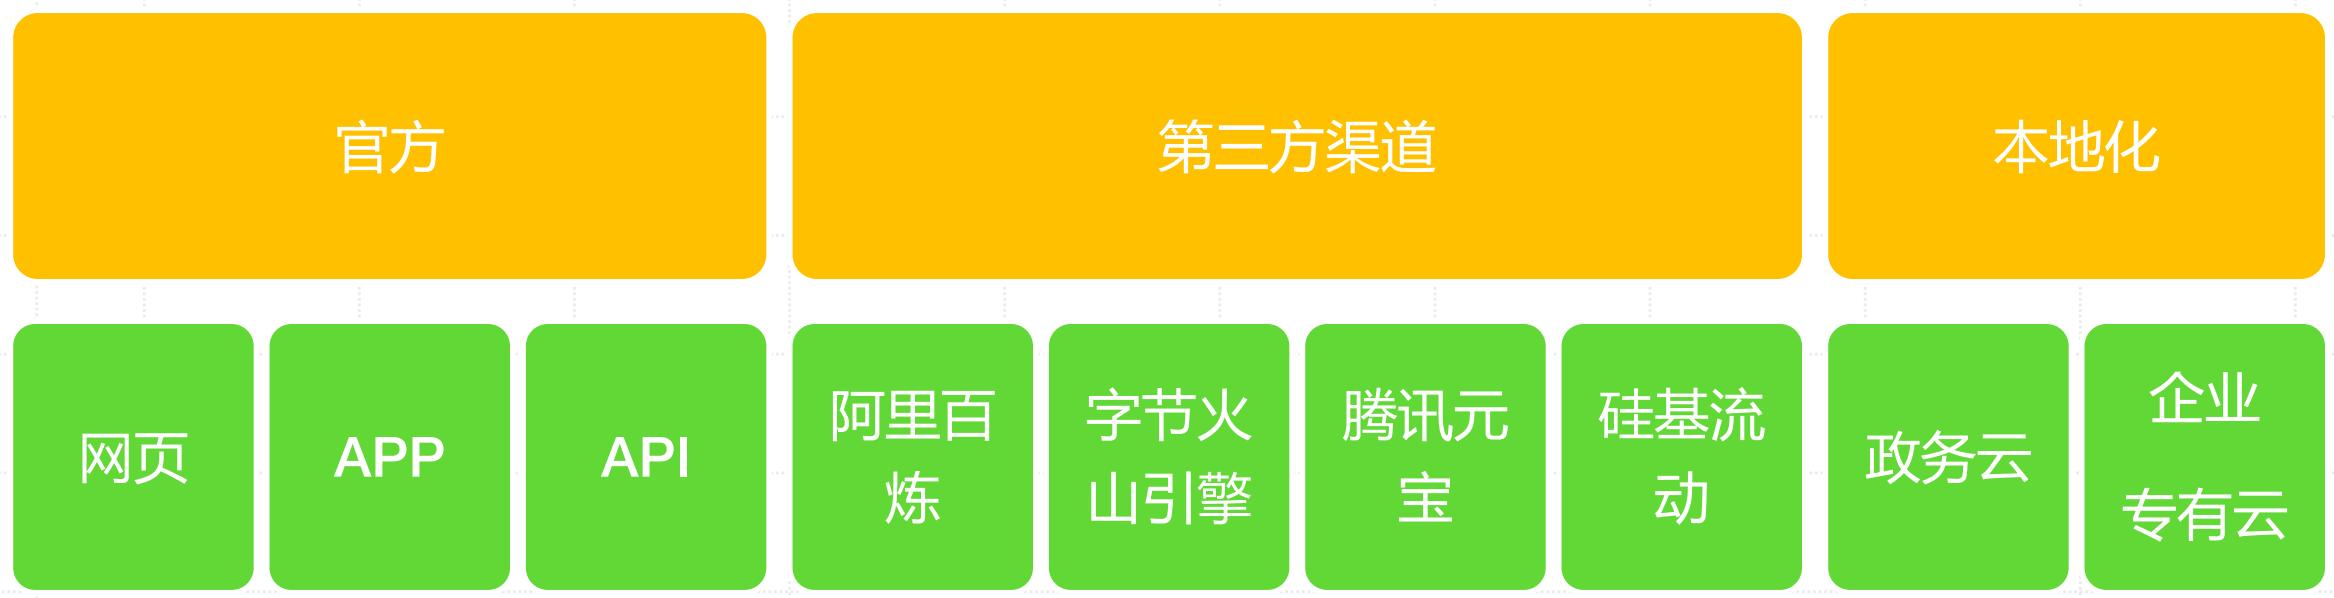 官方
第三方渠道
本地化
网页
APP
API
阿里百
炼
字节火
山引擎
腾讯元
宝
硅基流
动
政务云
企业
专有云